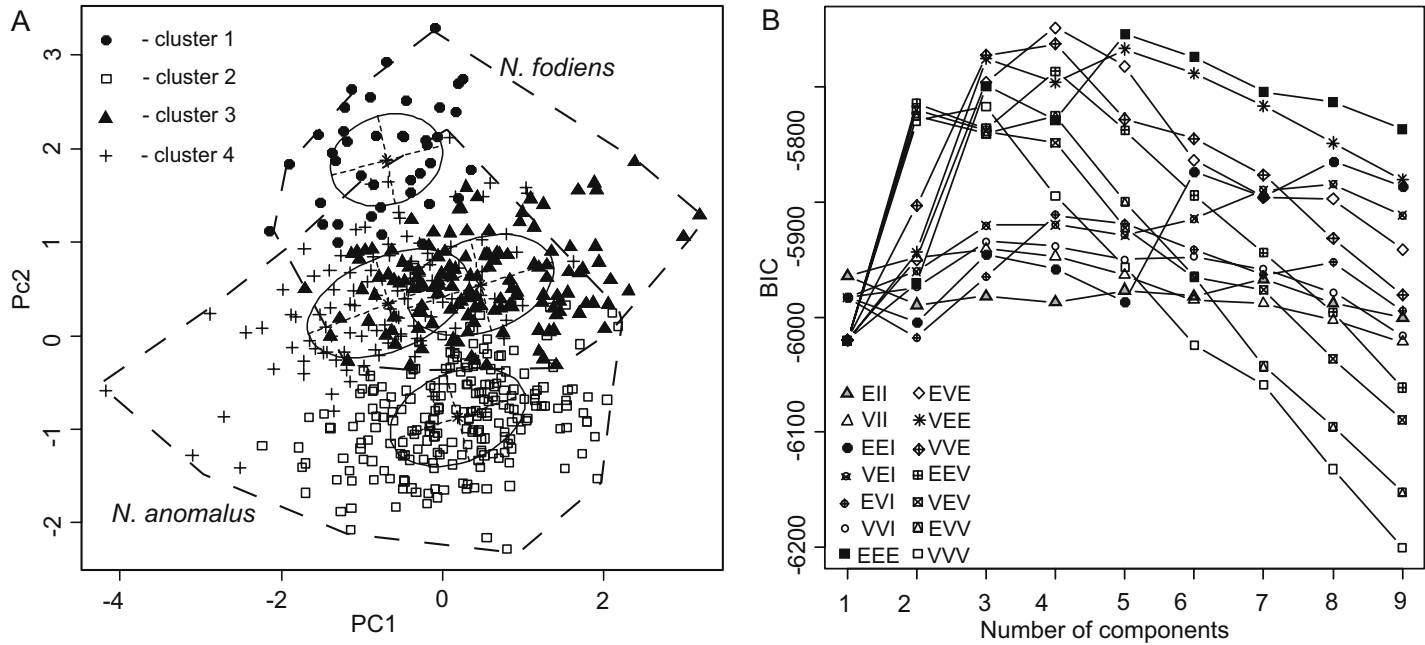 A
- cluster 1
- cluster 2
- cluster 3
- cluster 4
N. fodiens
N. anomalus
3
2
1
0
-1
-2
Pc2
-4
-2
0
2
PC1
B
-5800
-5900
-6000
-6100
-6200
BIC
EII
VII
EEI
VEI
EVI
VVI
EEE
EVE
VEE
VVE
EEV
VEV
EVV
VVV
1 2 3 4 5 6 7 8 9
Number of components